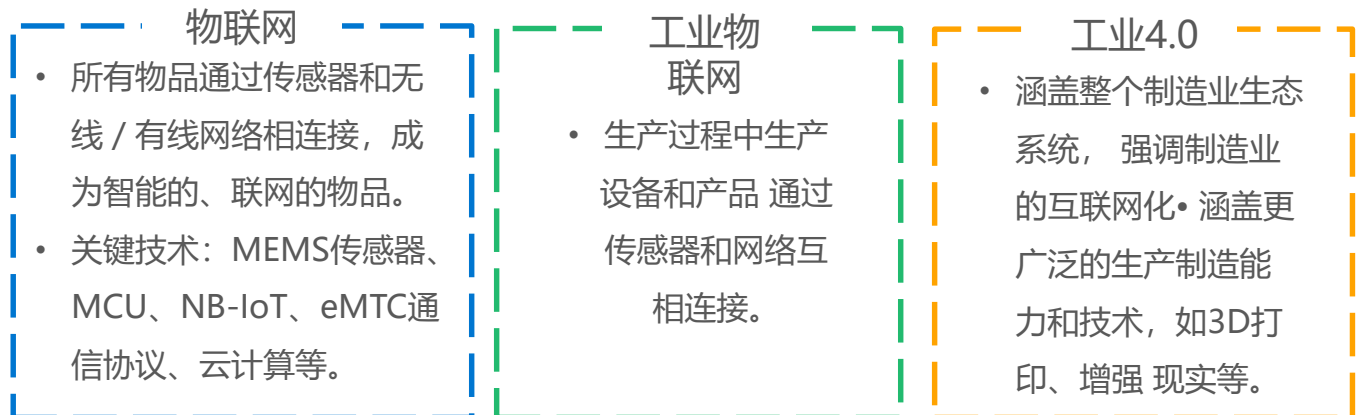 物联网
• 所有物品通过传感器和无
线 / 有线网络相连接，成
为智能的、联网的物品。
• 关键技术：MEMS传感器、
MCU、NB-IoT、eMTC通
信协议、云计算等。
工业物
联网
• 生产过程中生产
设备和产品 通过
传感器和网络互
相连接。
工业4.0
• 涵盖整个制造业生态
系统， 强调制造业
的互联网化• 涵盖更
广泛的生产制造能
力和技术，如3D打
印、增强 现实等。